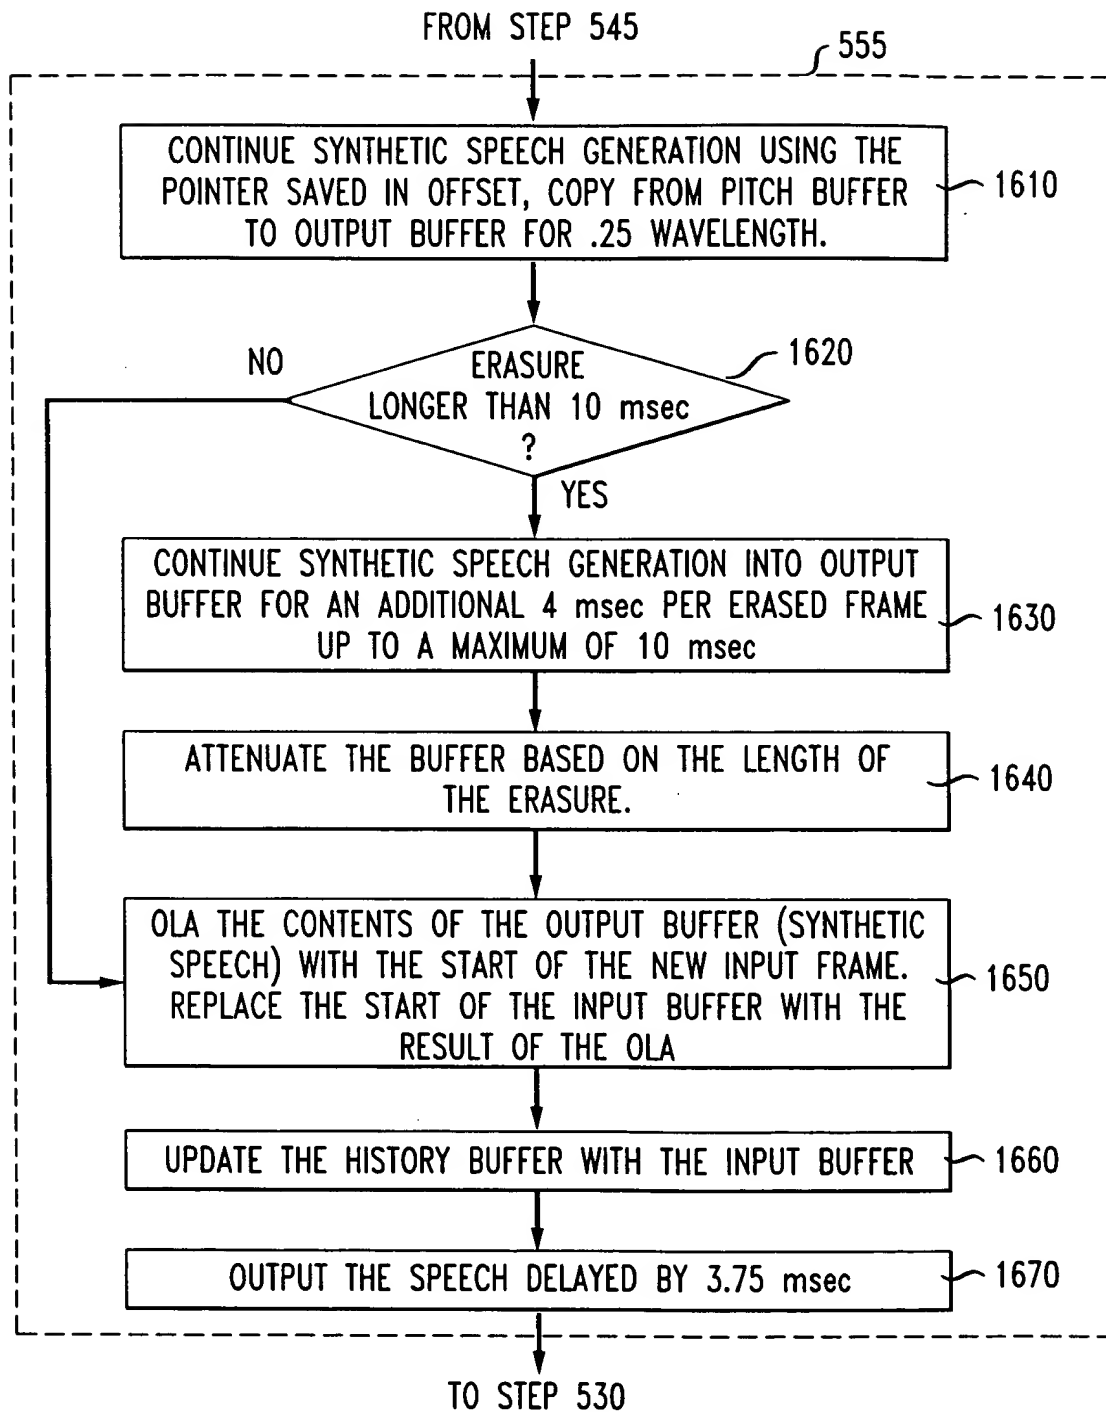 FROM STEP 545
555
CONTINUE SYNTHETIC SPEECH GENERATION USING THE
POINTER SAVED IN OFFSET, COPY FROM PITCH BUFFER
TO OUTPUT BUFFER FOR .25 WAVELENGTH.
1610
NO
ERASURE
LONGER THAN 10 msec
?
1620
YES
CONTINUE SYNTHETIC SPEECH GENERATION INTO OUTPUT
BUFFER FOR AN ADDITIONAL 4 msec PER ERASED FRAME
UP TO A MAXIMUM OF 10 msec
1630
ATTENUATE THE BUFFER BASED ON THE LENGTH OF
THE ERASURE.
1640
OLA THE CONTENTS OF THE OUTPUT BUFFER (SYNTHETIC
SPEECH) WITH THE START OF THE NEW INPUT FRAME.
REPLACE THE START OF THE INPUT BUFFER WITH THE
RESULT OF THE OLA
1650
UPDATE THE HISTORY BUFFER WITH THE INPUT BUFFER
1660
OUTPUT THE SPEECH DELAYED BY 3.75 msec
1670
TO STEP 530